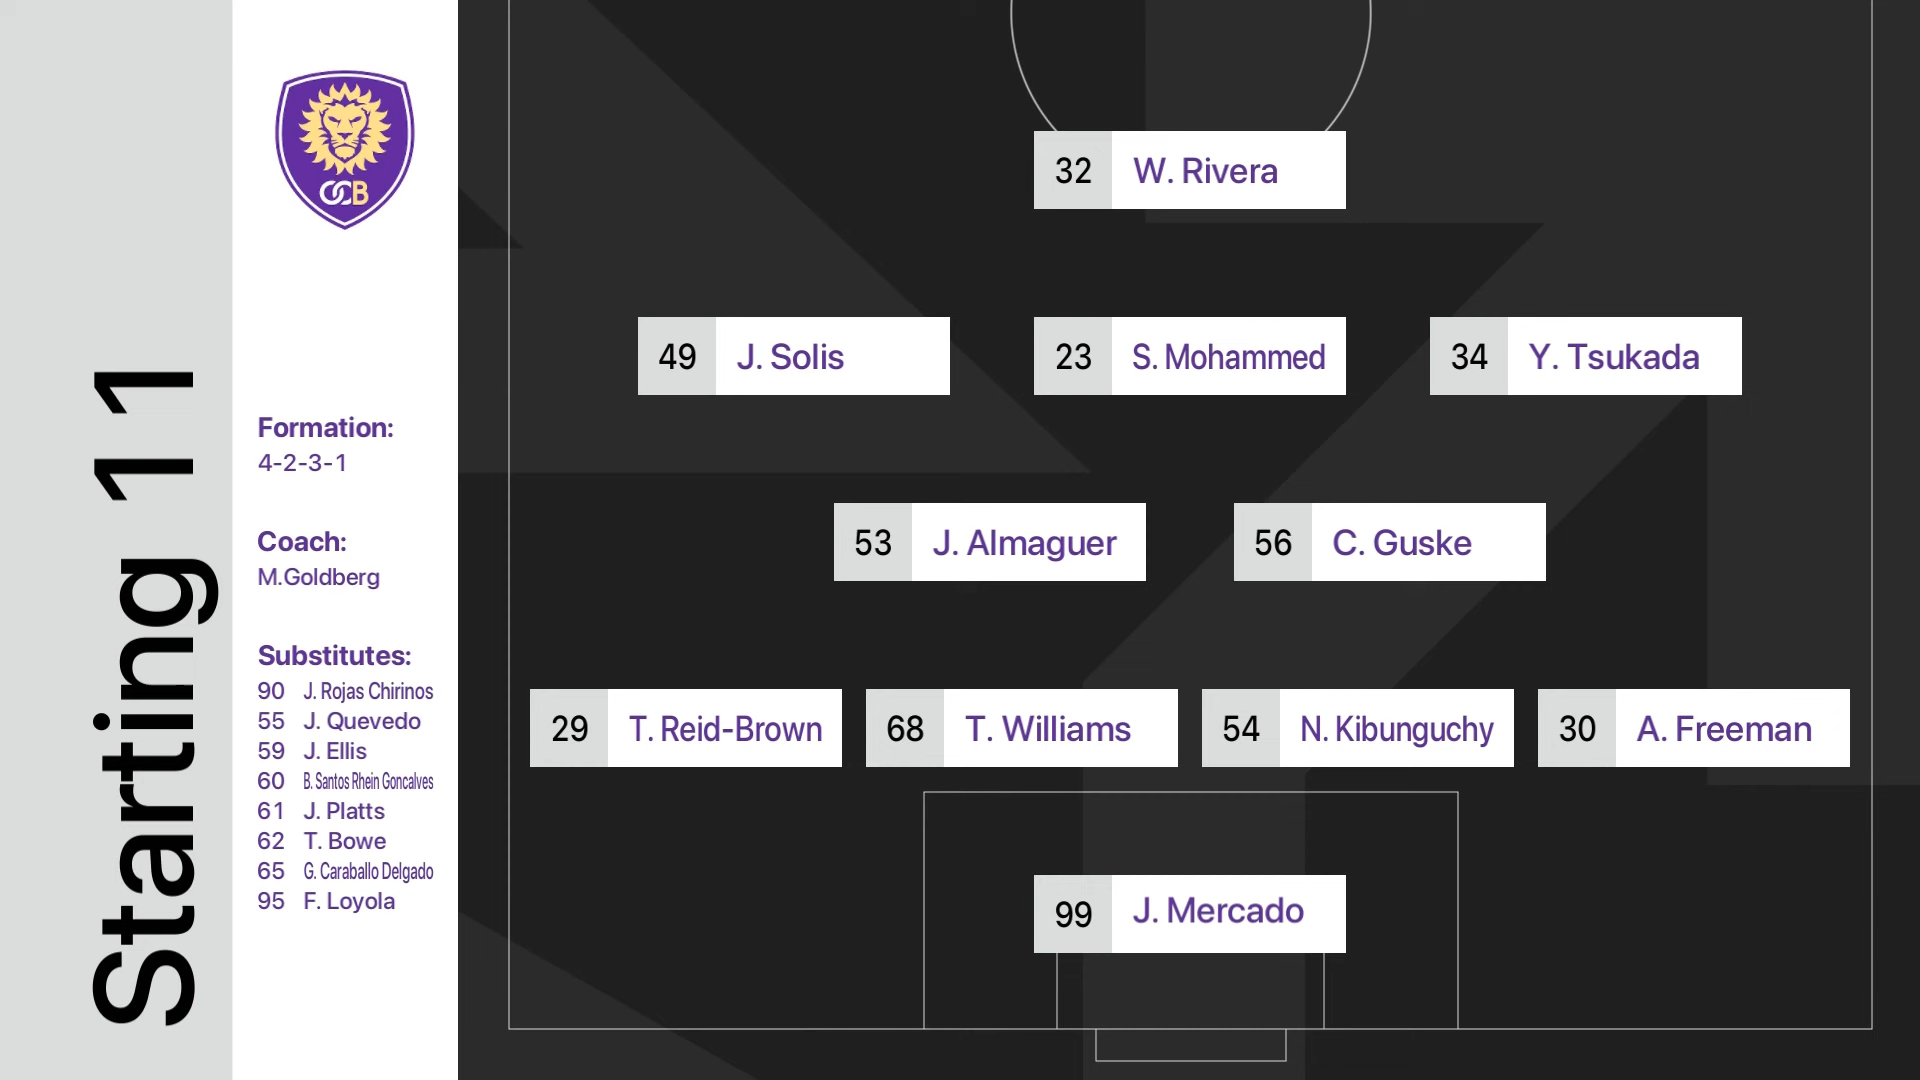 Starting 11
OCB
Formation:
4-2-3-1
Coach:
M.Goldberg
Substitutes:
90 J. Rojas Chirinos
55 J. Quevedo
59 J. Ellis
60 B. Santos Rhein Goncalves
61 J. Platts
62 T. Bowe
65 G. Caraballo Delgado
95 F. Loyola
32 W. Rivera
49 J. Solis
23 S. Mohammed
34 Y. Tsukada
53 J. Almaguer
56 C. Guske
29 T. Reid-Brown
68 T. Williams
54 N. Kibunguchy
30 A. Freeman
99 J. Mercado